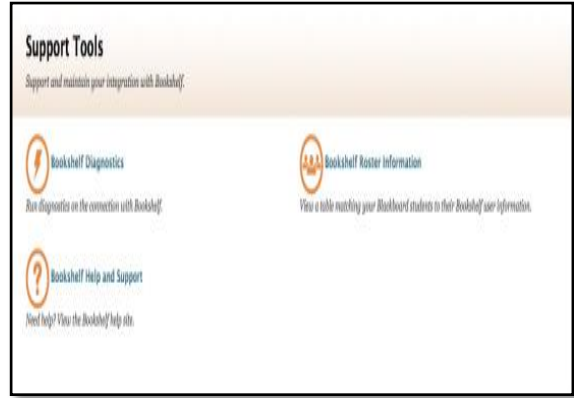 Support Tools
Support and maintain your integration with Bookshelf.
Bookshelf Diagnostics
Run diagnostics on the connection with Bookshelf.
Bookshelf Roster Information
View a table matching your Blackboard students to their Bookshelf user information.
Bookshelf Help and Support
Need help? View the Bookshelf help site.